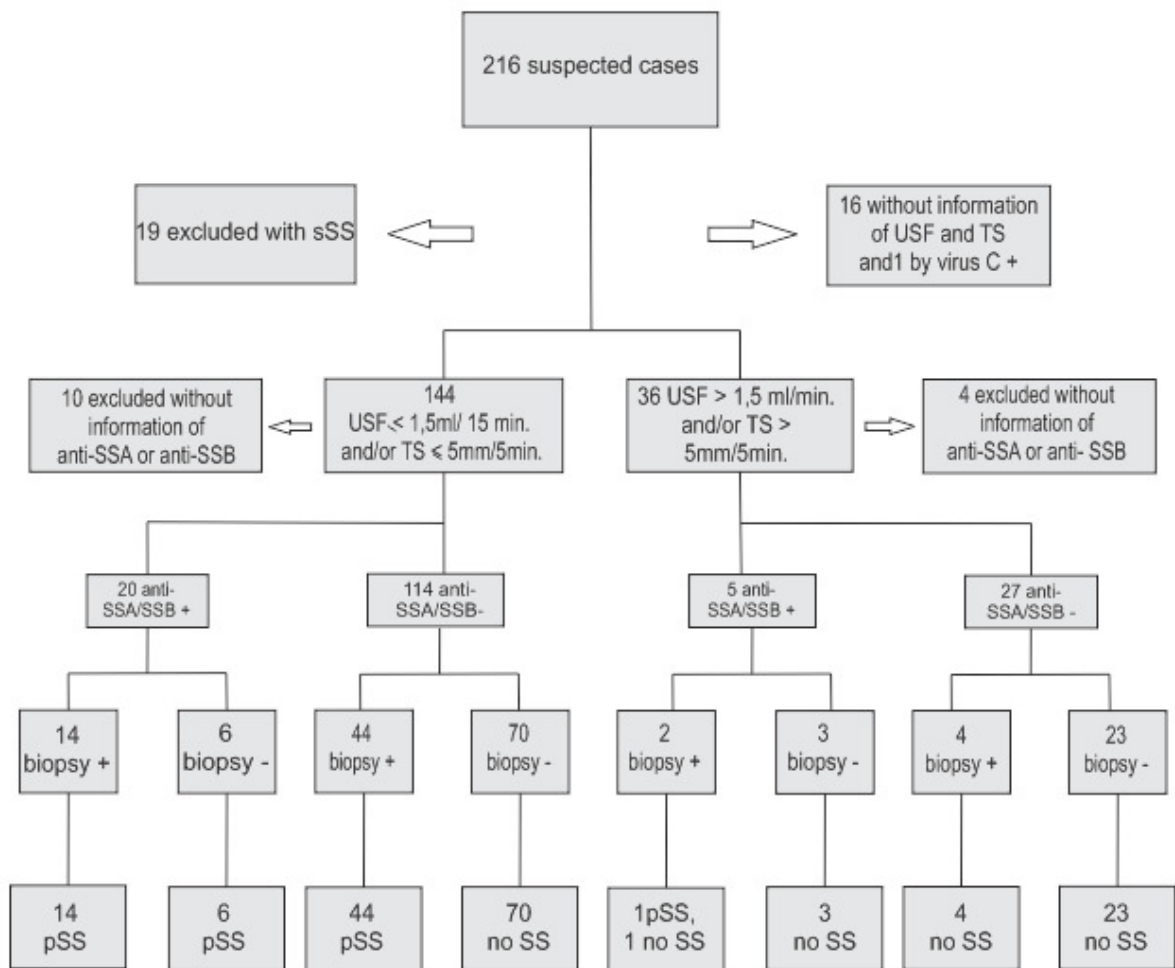 216 suspected cases
19 excluded with sSS
16 without information
of USF and TS
and1 by virus C +
10 excluded without
information of
anti-SSA or anti-SSB
144
USF.< 1,5ml/ 15 min.
and/or TS ⩽ 5mm/5min.
36 USF > 1,5 ml/min.
and/or TS >
5mm/5min.
4 excluded without
information of
anti-SSA or anti- SSB
20 anti-
SSA/SSB +
114 anti-
SSA/SSB-
5 anti-
SSA/SSB +
27 anti-
SSA/SSB -
14
biopsy +
6
biopsy -
44
biopsy +
70
biopsy -
2
biopsy +
3
biopsy -
4
biopsy +
23
biopsy -
14
pSS
6
pSS
44
pSS
70
no SS
1pSS,
1 no SS
3
no SS
4
no SS
23
no SS